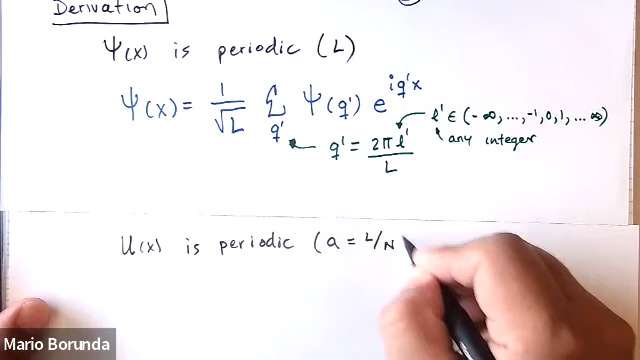 Derivation
Ψ(x) is periodic (L)
Ψ(x) = 1/√L Σ_q' Ψ(q') e^{iq'x}
q' = 2πl'/L
l' ∈ (-∞, ..., -1, 0, 1, ... ∞)
any integer
U(x) is periodic (a = L/N
Mario Borunda